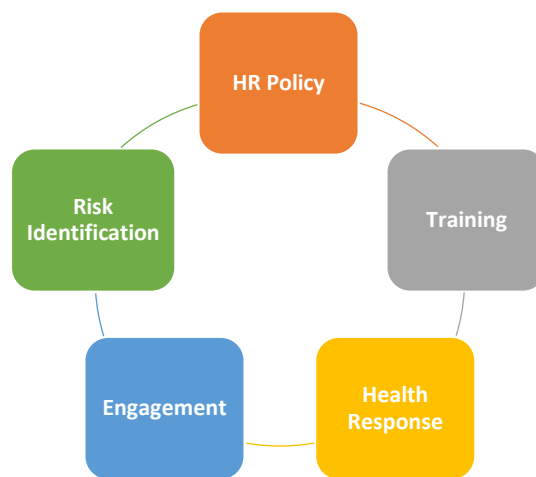 HR Policy
Training
Health
Response
Engagement
Risk
Identification